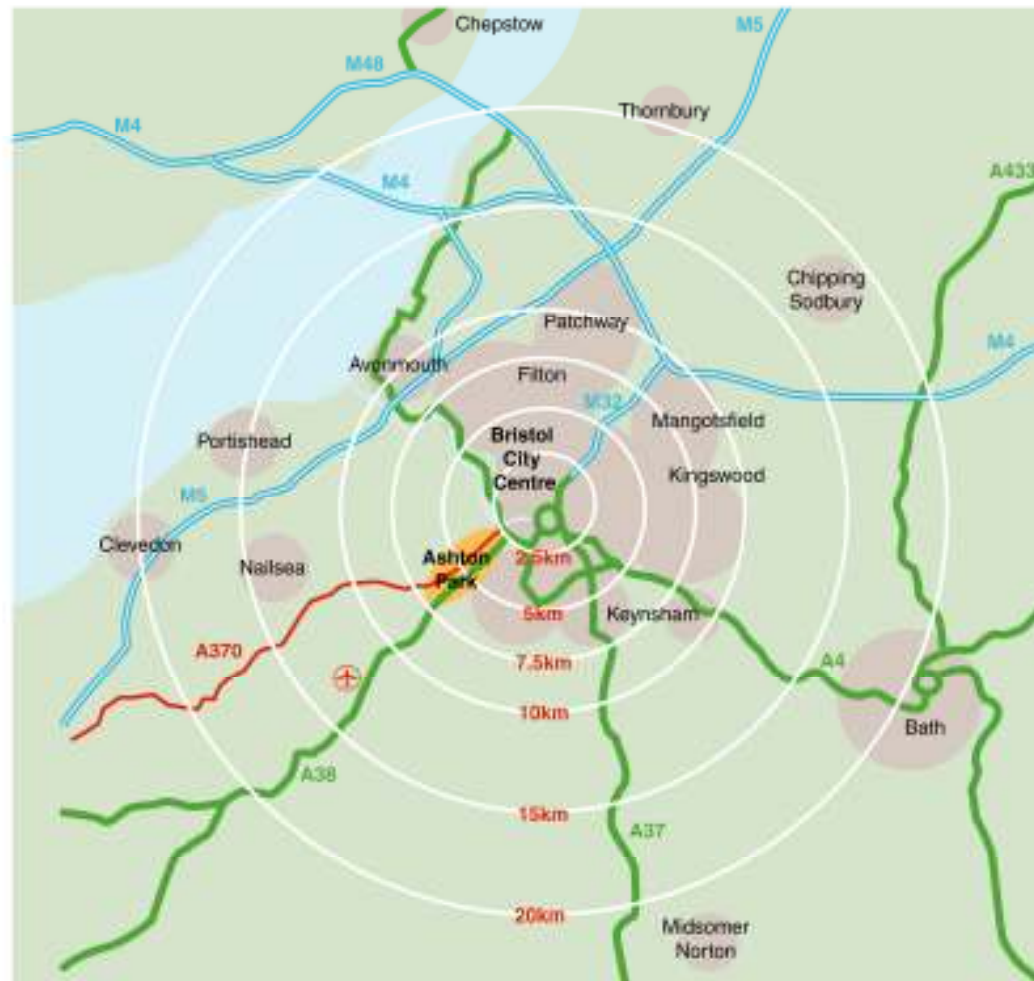 Chepstow
M5
M48
Thornbury
M4
M4
A433
Chipping
Sodbury
Patchway
M4
Avonmouth
Filton
M32
Mangotsfield
Portishead
Bristol
City
Centre
Kingswood
M5
Clevedon
Nailsea
Ashton
Park
2.5km
5km
Keynsham
A370
7.5km
A4
10km
Bath
A38
15km
A37
20km
Midsomer
Norton